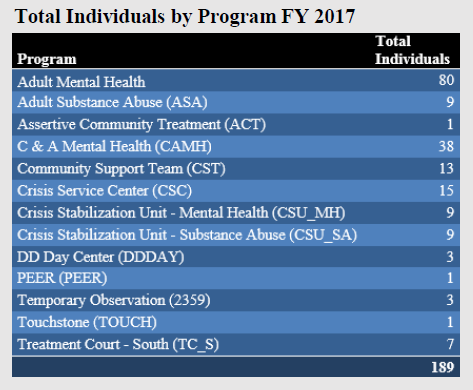 Total Individuals by Program FY 2017
Total
Program Individuals
Adult Mental Health 80
Adult Substance Abuse (ASA) 9
Assertive Community Treatment (ACT) 1
C & A Mental Health (CAMH) 38
Community Support Team (CST) 13
Crisis Service Center (CSC) 15
Crisis Stabilization Unit - Mental Health (CSU_MH) 9
Crisis Stabilization Unit - Substance Abuse (CSU_SA) 9
DD Day Center (DDDAY) 3
PEER (PEER) 1
Temporary Observation (2359) 3
Touchstone (TOUCH) 1
Treatment Court - South (TC_S) 7
189